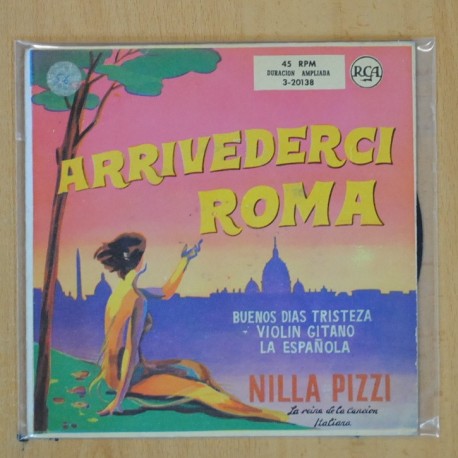 45 RPM
DURACION AMPLIADA
3-20138
RCA
ARRIVEDERCI
ROMA
BUENOS DIAS TRISTEZA
- VIOLIN GITANO
LA ESPAÑOLA
NILLA PIZZI
La reina de la cancion
Italiana